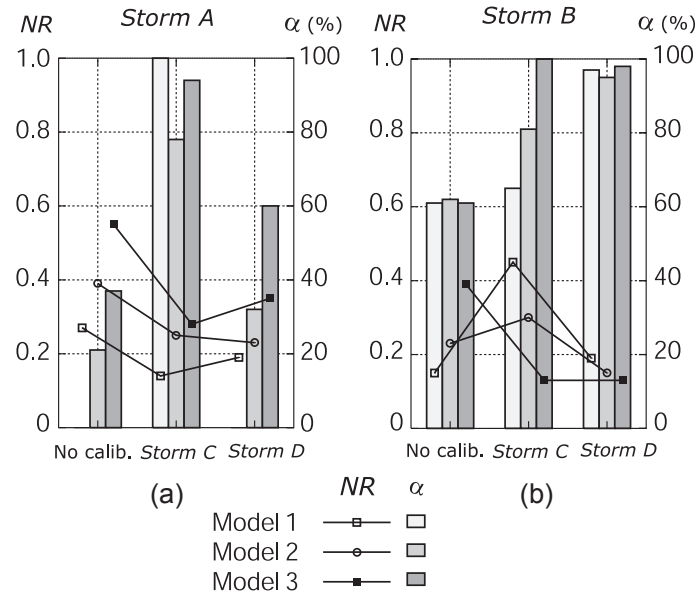 Storm A
NR
α (%)
1.0
0.8
0.6
0.4
0.2
0
100
80
60
40
20
0
No calib. Storm C Storm D
(a)
Storm B
NR
α (%)
1.0
0.8
0.6
0.4
0.2
0
100
80
60
40
20
0
No calib. Storm C Storm D
(b)
NR α
Model 1
Model 2
Model 3